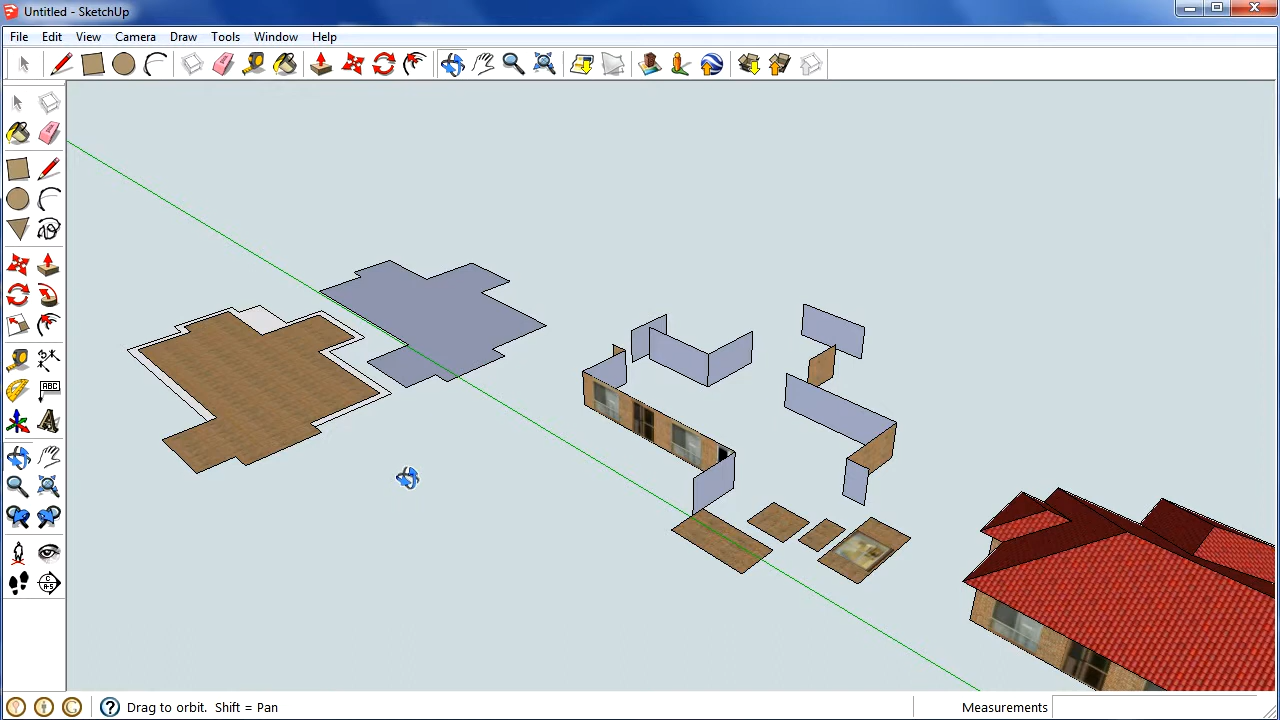 Untitled - SketchUp
File Edit View Camera Draw Tools Window Help
ABC
Drag to orbit. Shift = Pan
Measurements